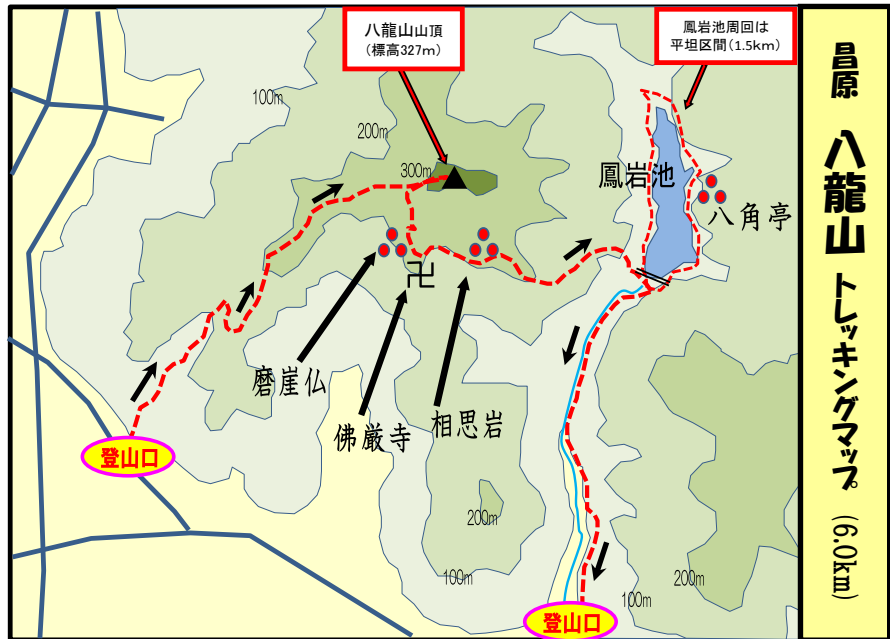 昌原 八龍山 トレッキングマップ (6.0km)
八龍山山頂
(標高327m)
鳳岩池周回は
平坦区間(1.5km)
100m
200m
300m
鳳岩池
八角亭
磨崖仏
佛厳寺
相思岩
登山口
200m
100m
100m
200m
登山口